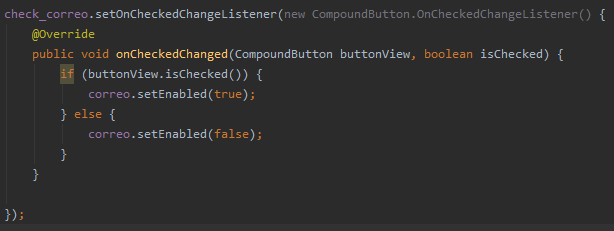 check_correo.setOnCheckedChangeListener(new CompoundButton.OnCheckedChangeListener() {
@Override
public void onCheckedChanged(CompoundButton buttonView, boolean isChecked) {
if (buttonView.isChecked()) {
correo.setEnabled(true);
} else {
correo.setEnabled(false);
}
}
});